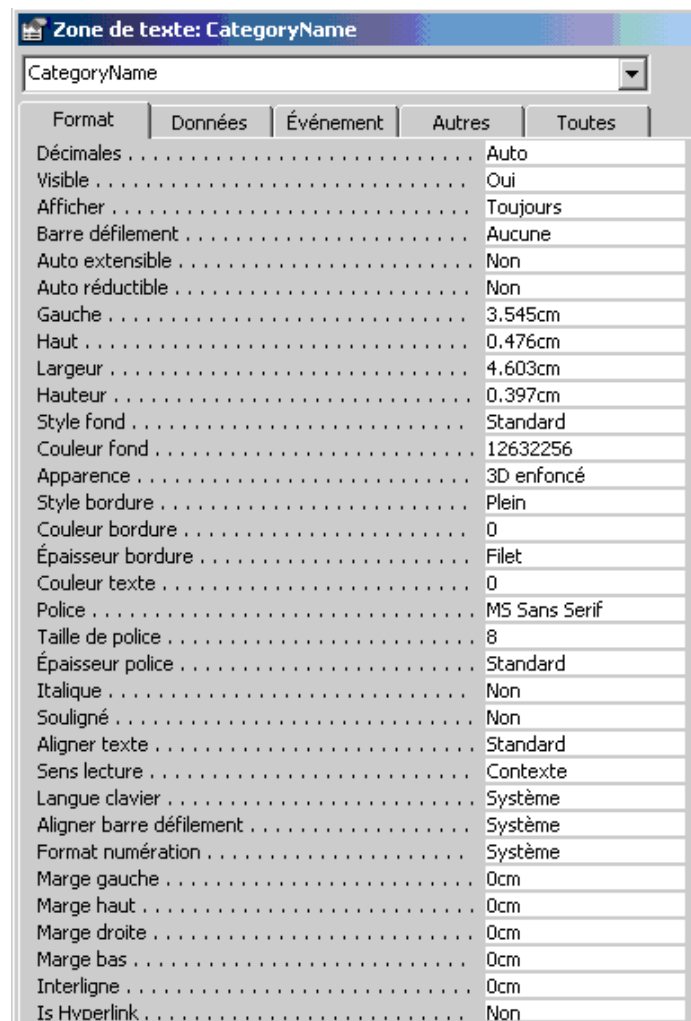 Zone de texte: CategoryName
CategoryName
Format Données Événement Autres Toutes
Décimales . . . . . . . . . . . . . . . . . . . . . . . . . . . . . . Auto
Visible . . . . . . . . . . . . . . . . . . . . . . . . . . . . . . Oui
Afficher . . . . . . . . . . . . . . . . . . . . . . . . . . . . . . Toujours
Barre défilement . . . . . . . . . . . . . . . . . . . . . . . . Aucune
Auto extensible . . . . . . . . . . . . . . . . . . . . . . . . Non
Auto réductible . . . . . . . . . . . . . . . . . . . . . . . . Non
Gauche . . . . . . . . . . . . . . . . . . . . . . . . . . . . . . 3.545cm
Haut . . . . . . . . . . . . . . . . . . . . . . . . . . . . . . 0.476cm
Largeur . . . . . . . . . . . . . . . . . . . . . . . . . . . . . . 4.603cm
Hauteur . . . . . . . . . . . . . . . . . . . . . . . . . . . . 0.397cm
Style fond . . . . . . . . . . . . . . . . . . . . . . . . . . . Standard
Couleur fond . . . . . . . . . . . . . . . . . . . . . . . . . . 12632256
Apparence . . . . . . . . . . . . . . . . . . . . . . . . . . . 3D enfoncé
Style bordure . . . . . . . . . . . . . . . . . . . . . . . . . Plein
Couleur bordure . . . . . . . . . . . . . . . . . . . . . . . . 0
Épaisseur bordure . . . . . . . . . . . . . . . . . . . . . . Filet
Couleur texte . . . . . . . . . . . . . . . . . . . . . . . . . 0
Police . . . . . . . . . . . . . . . . . . . . . . . . . . . . . . MS Sans Serif
Taille de police . . . . . . . . . . . . . . . . . . . . . . . . 8
Épaisseur police . . . . . . . . . . . . . . . . . . . . . . . . Standard
Italique . . . . . . . . . . . . . . . . . . . . . . . . . . . . . Non
Souligné . . . . . . . . . . . . . . . . . . . . . . . . . . . . Non
Aligner texte . . . . . . . . . . . . . . . . . . . . . . . . . Standard
Sens lecture . . . . . . . . . . . . . . . . . . . . . . . . . . Contexte
Langue clavier . . . . . . . . . . . . . . . . . . . . . . . . . Système
Aligner barre défilement . . . . . . . . . . . . . . . . . . Système
Format numération . . . . . . . . . . . . . . . . . . . . . Système
Marge gauche . . . . . . . . . . . . . . . . . . . . . . . . . 0cm
Marge haut . . . . . . . . . . . . . . . . . . . . . . . . . . . 0cm
Marge droite . . . . . . . . . . . . . . . . . . . . . . . . . . 0cm
Marge bas . . . . . . . . . . . . . . . . . . . . . . . . . . . 0cm
Interligne . . . . . . . . . . . . . . . . . . . . . . . . . . . . 0cm
Is Hyperlink . . . . . . . . . . . . . . . . . . . . . . . . . . Non